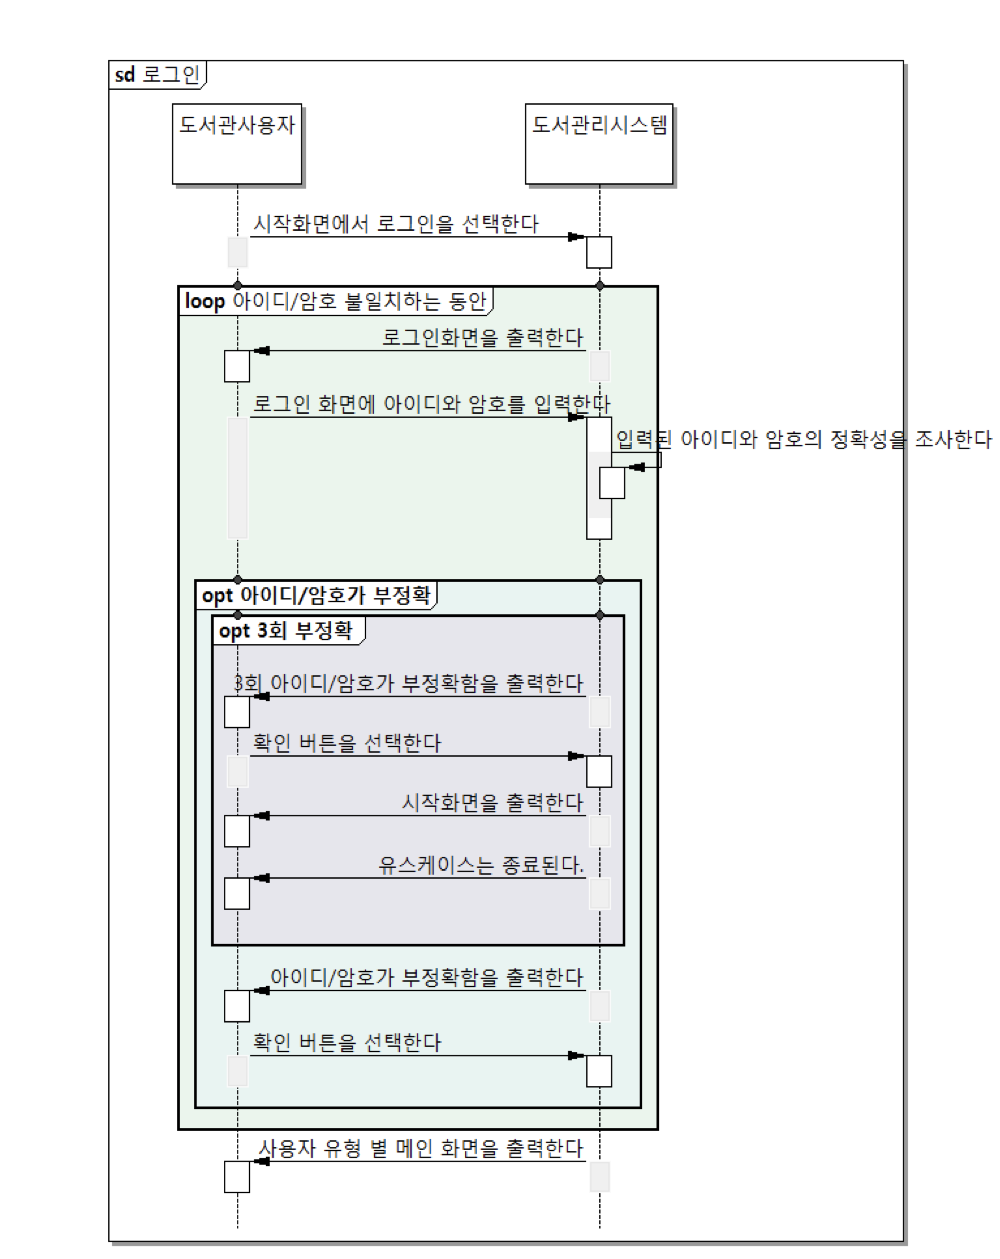 sd 로그인
도서관사용자
도서관리시스템
시작화면에서 로그인을 선택한다
loop 아이디/암호 불일치하는 동안
로그인화면을 출력한다
로그인 화면에 아이디와 암호를 입력한다
입력된 아이디와 암호의 정확성을 조사한다
opt 아이디/암호가 부정확
opt 3회 부정확
3회 아이디/암호가 부정확함을 출력한다
확인 버튼을 선택한다
시작화면을 출력한다
유스케이스는 종료된다.
아이디/암호가 부정확함을 출력한다
확인 버튼을 선택한다
사용자 유형 별 메인 화면을 출력한다